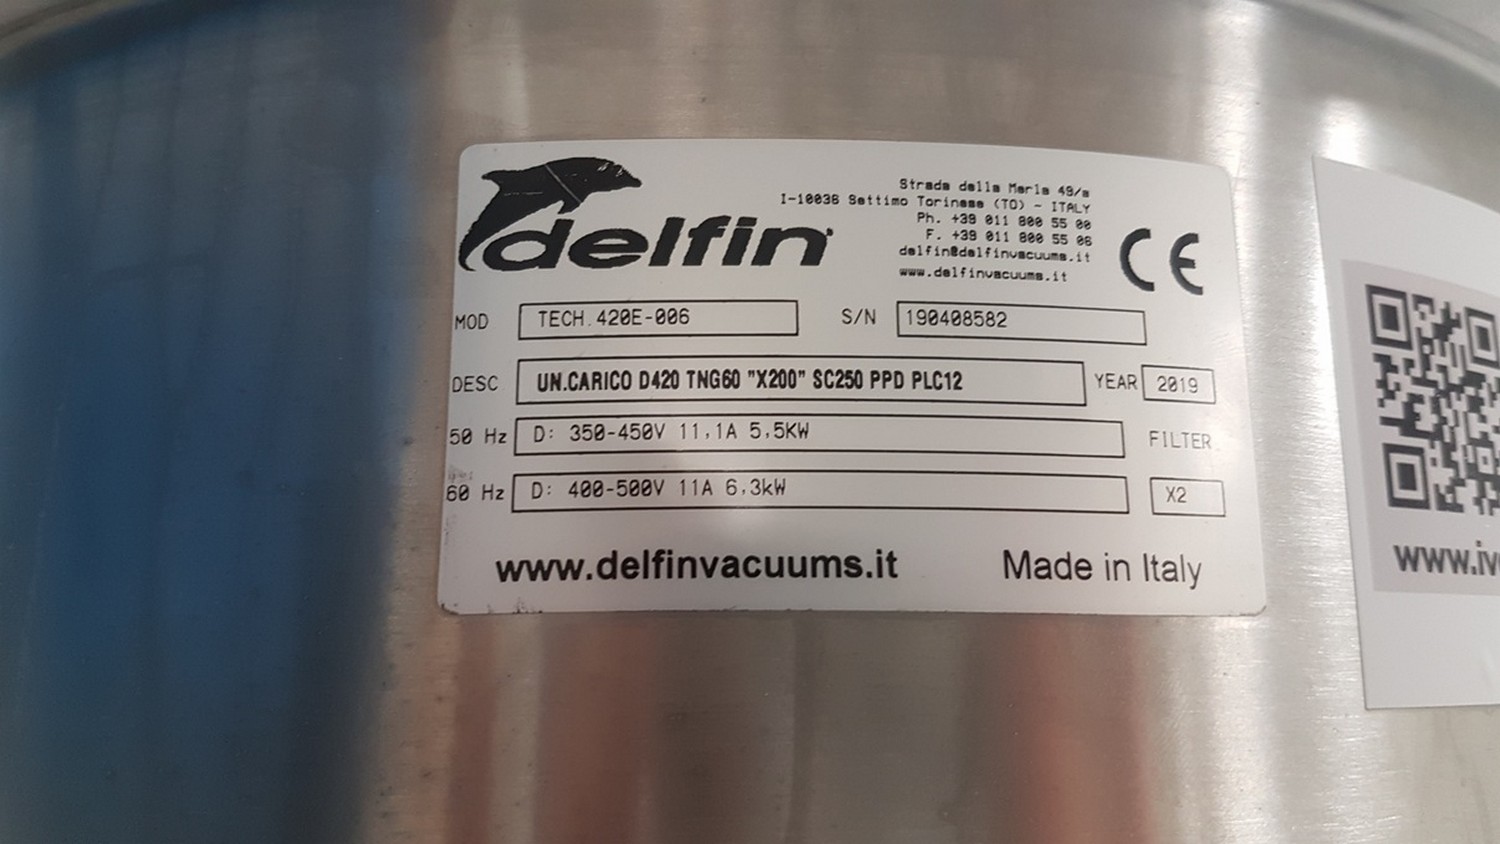 delfin
Strada della Merla 49/a
I-10036 Settimo Torinese (TO) - ITALY
Ph. +39 011 800 55 00
F. +39 011 800 55 06
delfin@delfinvacuums.it
www.delfinvacuums.it
CE
MOD TECH.420E-006 S/N 190408582
DESC UN.CARICO D420 TNG60 "X200" SC250 PPD PLC12 YEAR 2019
50 Hz D: 350-450V 11,1A 5,5KW FILTER
60 Hz D: 400-500V 11A 6,3kW X2
www.delfinvacuums.it Made in Italy